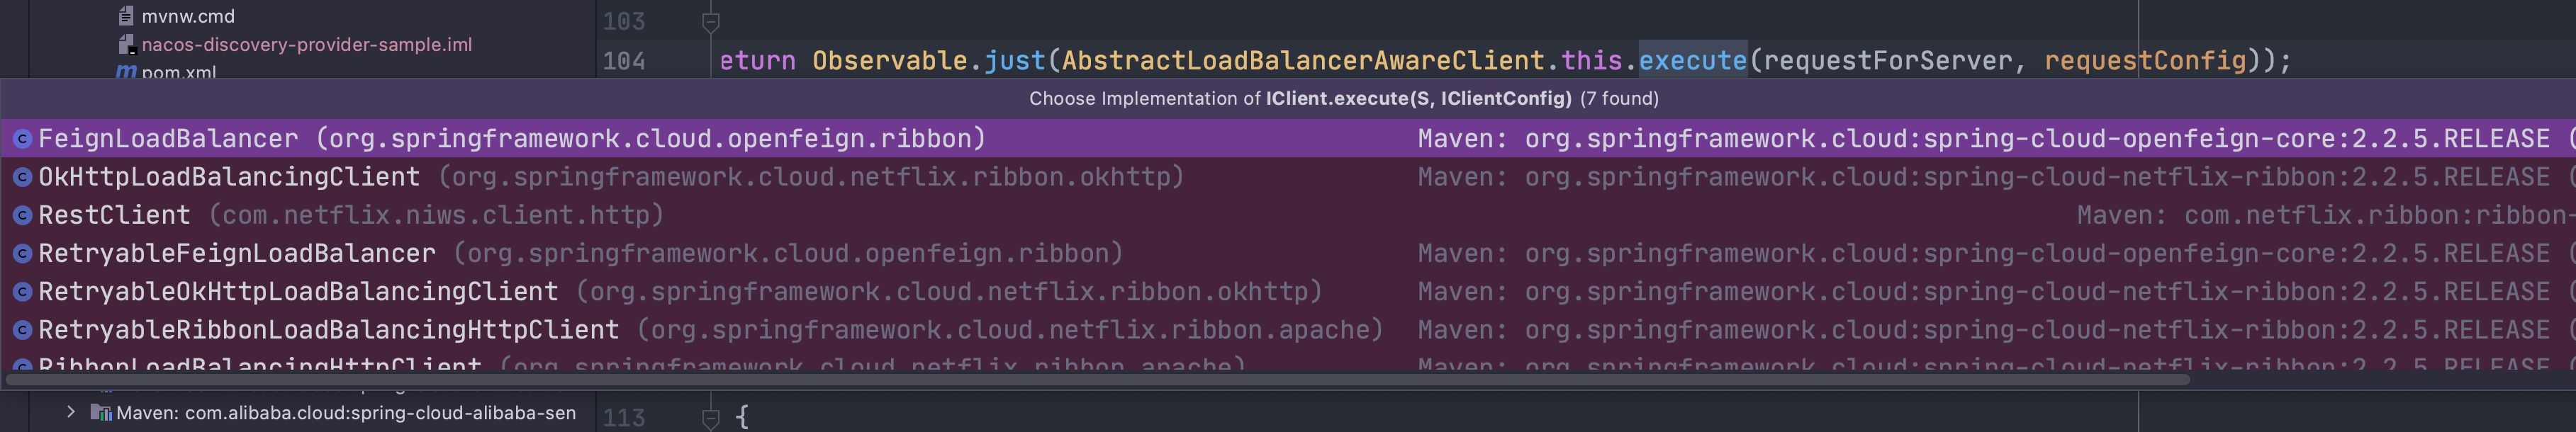 mvnw.cmd
103
nacos-discovery-provider-sample.iml
104 eturn Observable.just(AbstractLoadBalancerAwareClient.this.execute(requestForServer, requestConfig));
pom.xml
Choose Implementation of IClient.execute(S, IClientConfig) (7 found)
FeignLoadBalancer (org.springframework.cloud.openfeign.ribbon) Maven: org.springframework.cloud:spring-cloud-openfeign-core:2.2.5.RELEASE (
OkHttpLoadBalancingClient (org.springframework.cloud.netflix.ribbon.okhttp) Maven: org.springframework.cloud:spring-cloud-netflix-ribbon:2.2.5.RELEASE (
RestClient (com.netflix.niws.client.http) Maven: com.netflix.ribbon:ribbon-
RetryableFeignLoadBalancer (org.springframework.cloud.openfeign.ribbon) Maven: org.springframework.cloud:spring-cloud-openfeign-core:2.2.5.RELEASE (
RetryableOkHttpLoadBalancingClient (org.springframework.cloud.netflix.ribbon.okhttp) Maven: org.springframework.cloud:spring-cloud-netflix-ribbon:2.2.5.RELEASE (
RetryableRibbonLoadBalancingHttpClient (org.springframework.cloud.netflix.ribbon.apache) Maven: org.springframework.cloud:spring-cloud-netflix-ribbon:2.2.5.RELEASE (
RibbonLoadBalancingHttpClient (org.springframework.cloud.netflix.ribbon.apache) Maven: org.springframework.cloud:spring-cloud-netflix-ribbon:2.2.5.RELEASE (
Maven: com.alibaba.cloud:spring-cloud-alibaba-sen
113 {